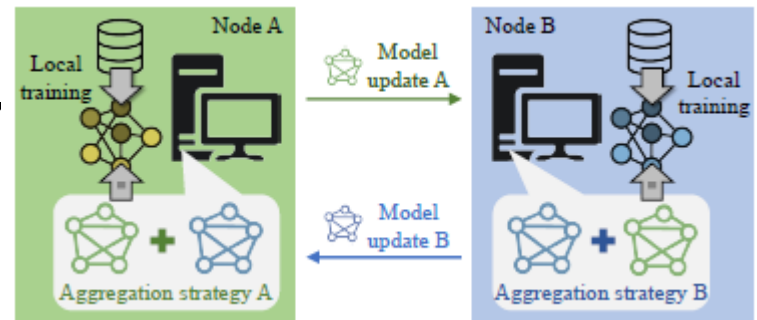 Node A
Local
training
Aggregation strategy A
Model
update A
Model
update B
Node B
Local
training
Aggregation strategy B